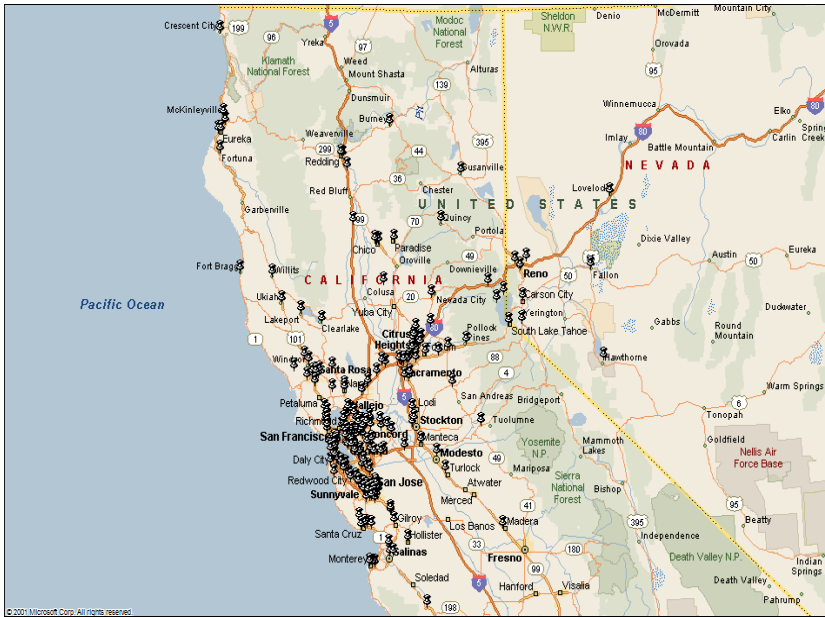 Crescent City
199
96
Yreka
5
97
Modoc
National
Forest
Sheldon
N.W.R.
Denio
McDermitt
Mountain City
Orovada
Klamath
National Forest
Weed
Mount Shasta
Alturas
139
95
Dunsmuir
Winnemucca
80
Elko
McKinleyville
Burney
Pit
Spring
Creek
Eureka
Weaverville
80
Imlay
Carlin
Battle Mountain
299
44
395
Fortuna
Redding
Susanville
NEVADA
36
Red Bluff
Chester
Lovelock
UNITED STATES
Garberville
99
70
Quincy
Paradise
Portola
Chico
Dixie Valley
Oroville
49
Austin
Eureka
50
Fort Bragg
Willits
Downieville
Reno
50
Fallon
CALIFORNIA
Colusa
20
Nevada City
Carson City
Pacific Ocean
Ukiah
Yuba City
Yerington
Duckwater
Lakeport
Clearlake
80
South Lake Tahoe
Gabbs
Round
Mountain
1
101
Citrus
Heights
Pollock
Pines
Hawthorne
Windsor
Santa Rosa
Sacramento
88
4
Warm Springs
Petaluma
5
Lodi
San Andreas
Bridgeport
6
Tonopah
Vallejo
Richmond
Stockton
Tuolumne
Goldfield
San Francisco
Concord
Manteca
Yosemite
N.P.
Mammoth
Lakes
Nellis Air
Force Base
Daly City
Modesto
49
Turlock
Mariposa
Sierra
National
Forest
Redwood City
San Jose
Atwater
Bishop
Sunnyvale
Merced
95
41
Gilroy
Los Banos
Madera
Beatty
Santa Cruz
1
Hollister
33
395
Independence
Salinas
Fresno
180
Death Valley N.P.
Monterey
99
Indian
Springs
Soledad
5
Hanford
Visalia
Death Valley
Pahrump
198
© 2001 Microsoft Corp. All rights reserved.